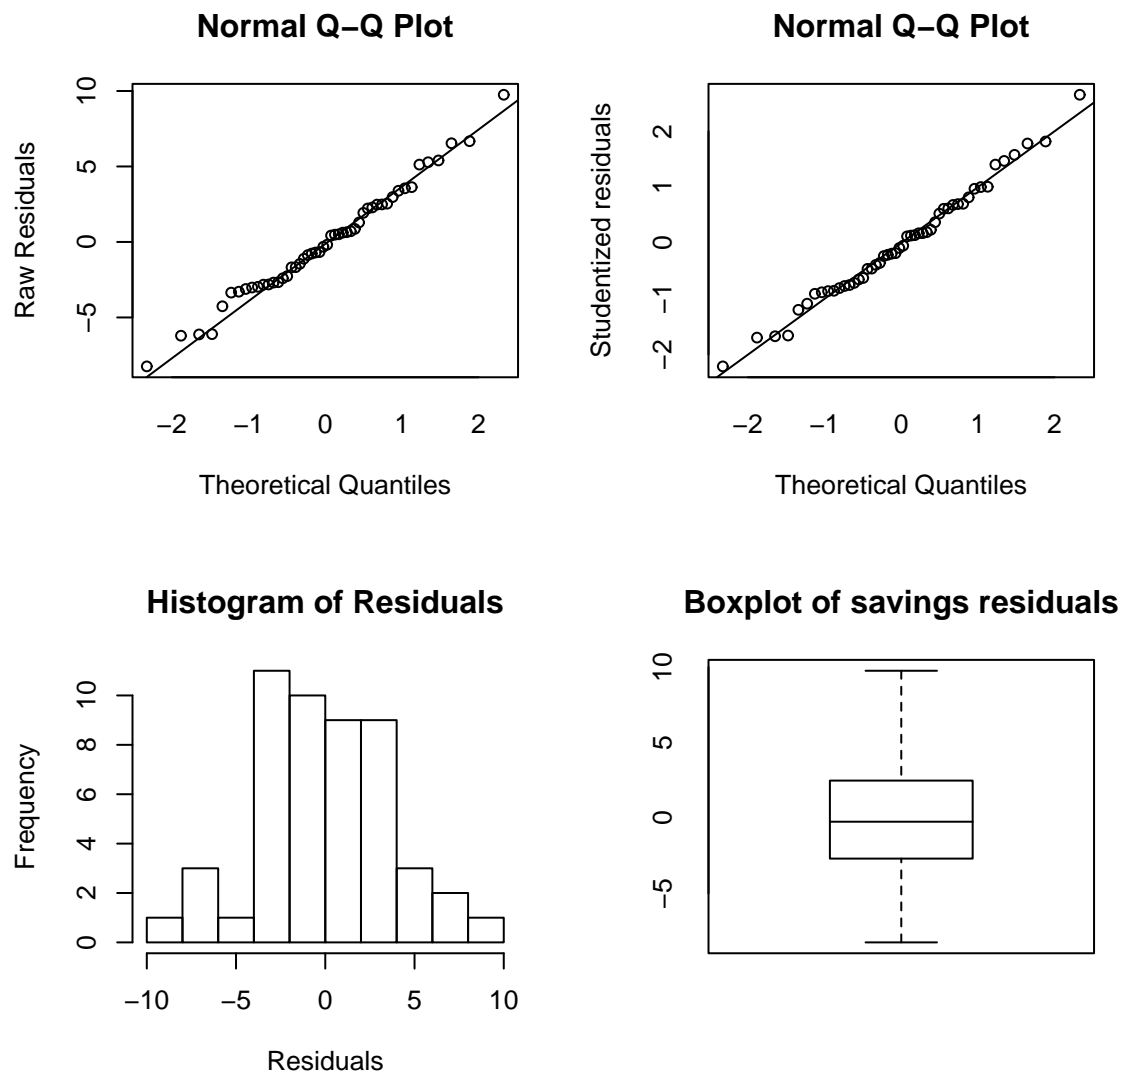 Normal Q−Q Plot
Raw Residuals
10
5
0
−5
−2 −1 0 1 2
Theoretical Quantiles
Normal Q−Q Plot
Studentized residuals
2
1
0
−1
−2
−2 −1 0 1 2
Theoretical Quantiles
Histogram of Residuals
Frequency
10
8
6
4
2
0
−10 −5 0 5 10
Residuals
Boxplot of savings residuals
10
5
0
−5